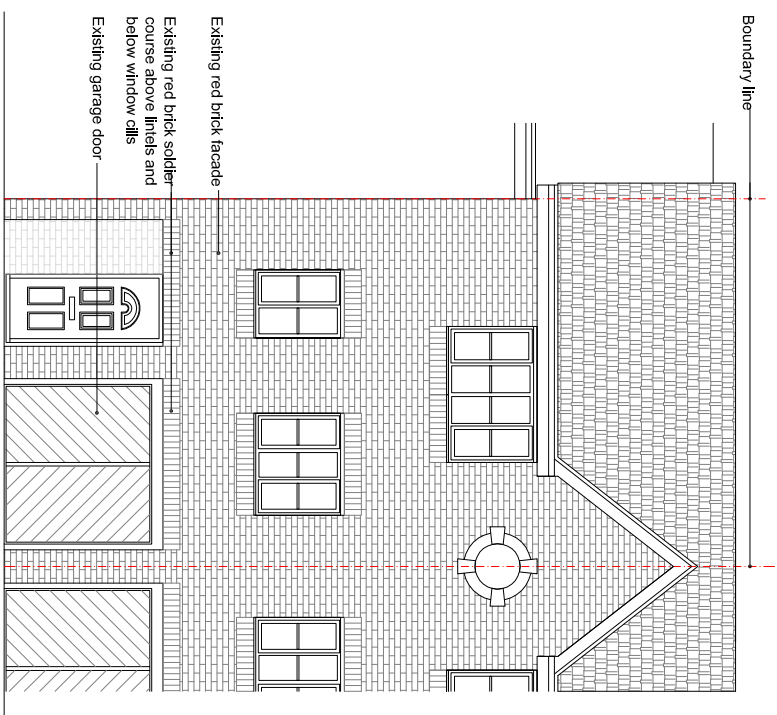 Boundary line
Existing red brick facade
Existing red brick soldier
course above lintels and
below window cills
Existing garage door